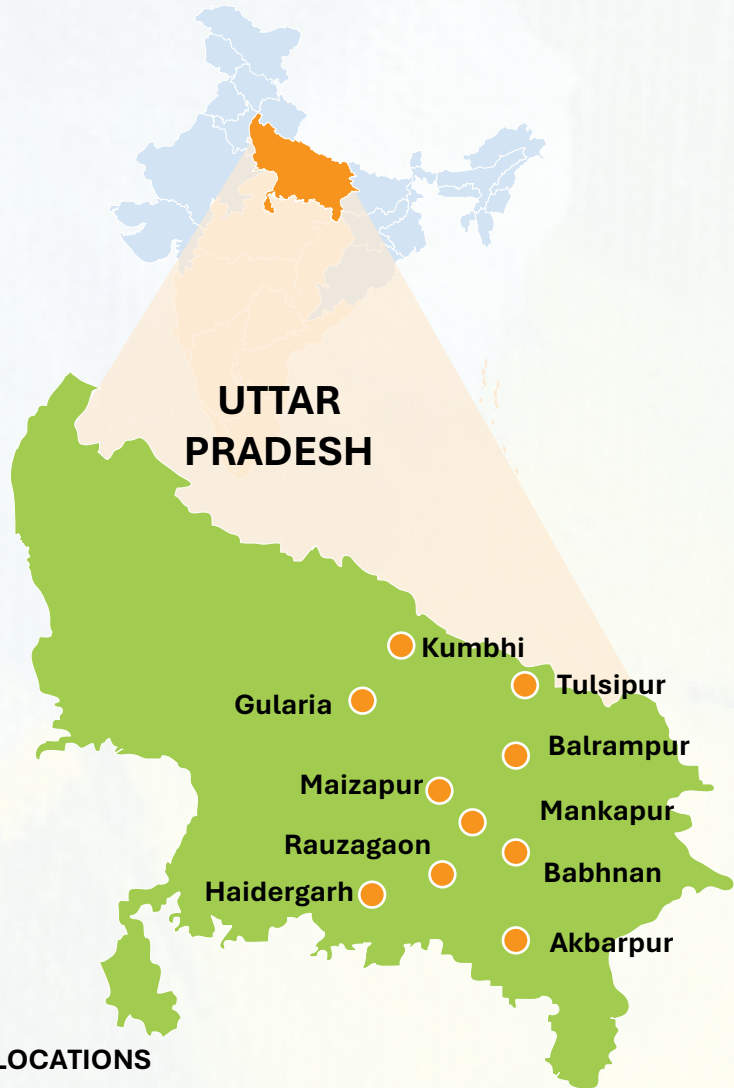 UTTAR
PRADESH
Kumbhi
Tulsipur
Gularia
Balrampur
Maizapur
Mankapur
Rauzagaon
Babhnan
Haidergarh
Akbarpur
LOCATIONS